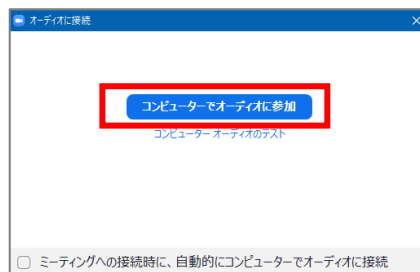 オーディオに接続
コンピューターでオーディオに参加
コンピューター オーディオのテスト
ミーティングへの接続時に、自動的にコンピューターでオーディオに接続